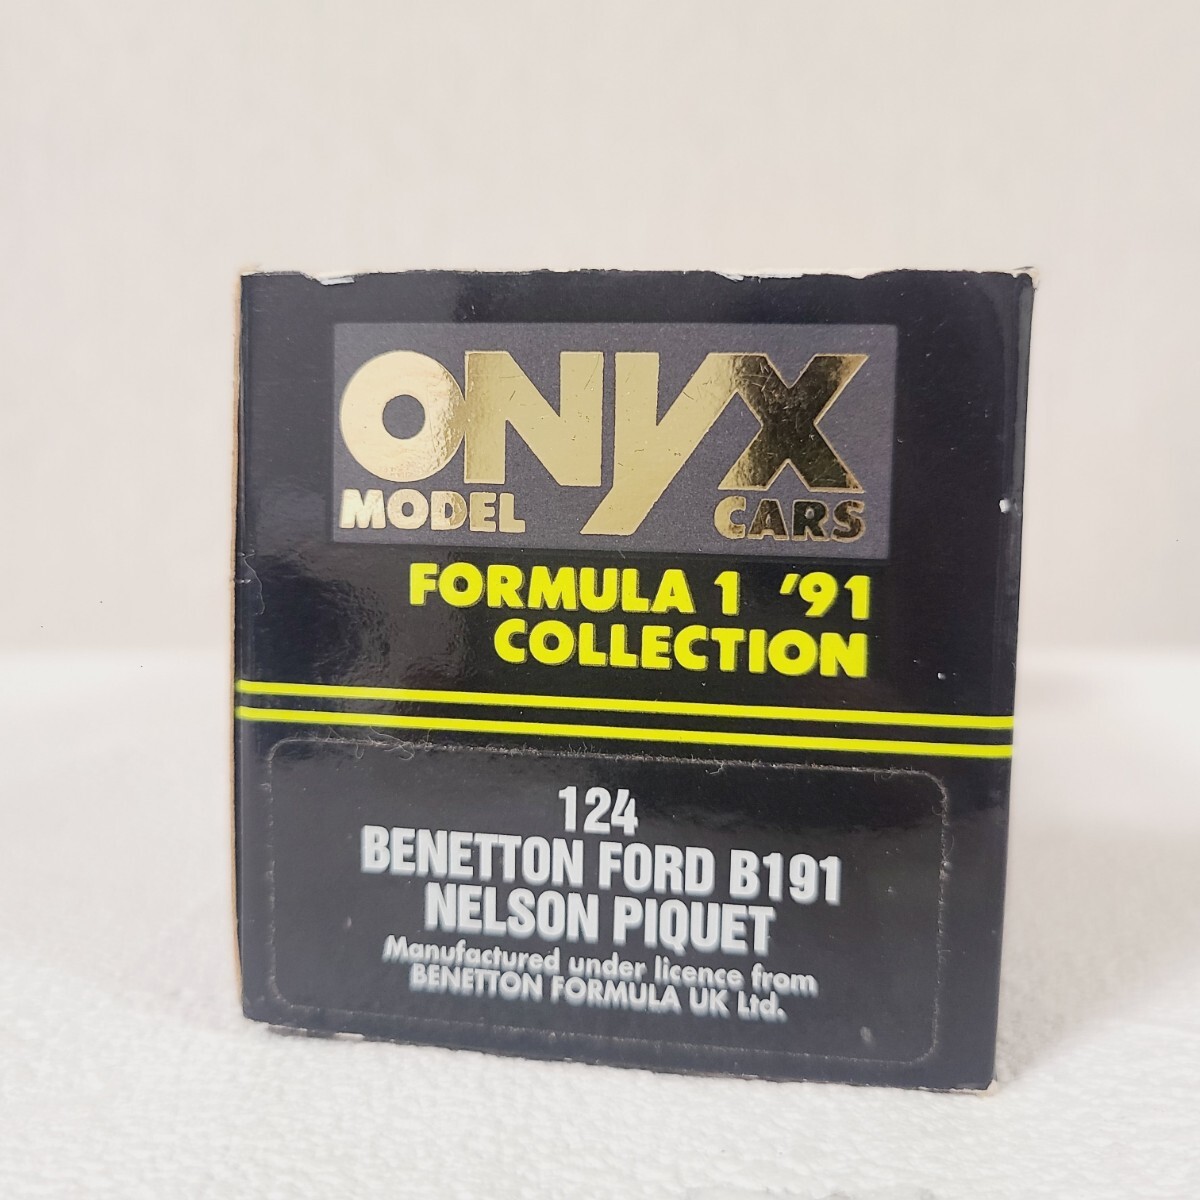 ONYX
MODEL CARS
FORMULA 1 '91
COLLECTION
124
BENETTON FORD B191
NELSON PIQUET
Manufactured under licence from
BENETTON FORMULA UK Ltd.